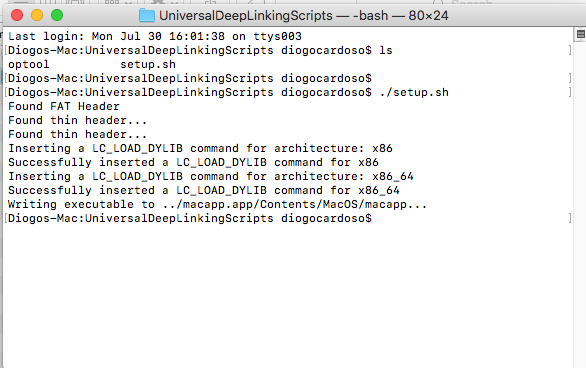 UniversalDeepLinkingScripts — -bash — 80×24
Last login: Mon Jul 30 16:01:38 on ttys003
[Diogos-Mac:UniversalDeepLinkingScripts diogocardoso$ ls ]
optool setup.sh
[Diogos-Mac:UniversalDeepLinkingScripts diogocardoso$ ]
[Diogos-Mac:UniversalDeepLinkingScripts diogocardoso$ ./setup.sh ]
Found FAT Header
Found thin header...
Found thin header...
Inserting a LC_LOAD_DYLIB command for architecture: x86
Successfully inserted a LC_LOAD_DYLIB command for x86
Inserting a LC_LOAD_DYLIB command for architecture: x86_64
Successfully inserted a LC_LOAD_DYLIB command for x86_64
Writing executable to ../macapp.app/Contents/MacOS/macapp...
[Diogos-Mac:UniversalDeepLinkingScripts diogocardoso$ ]